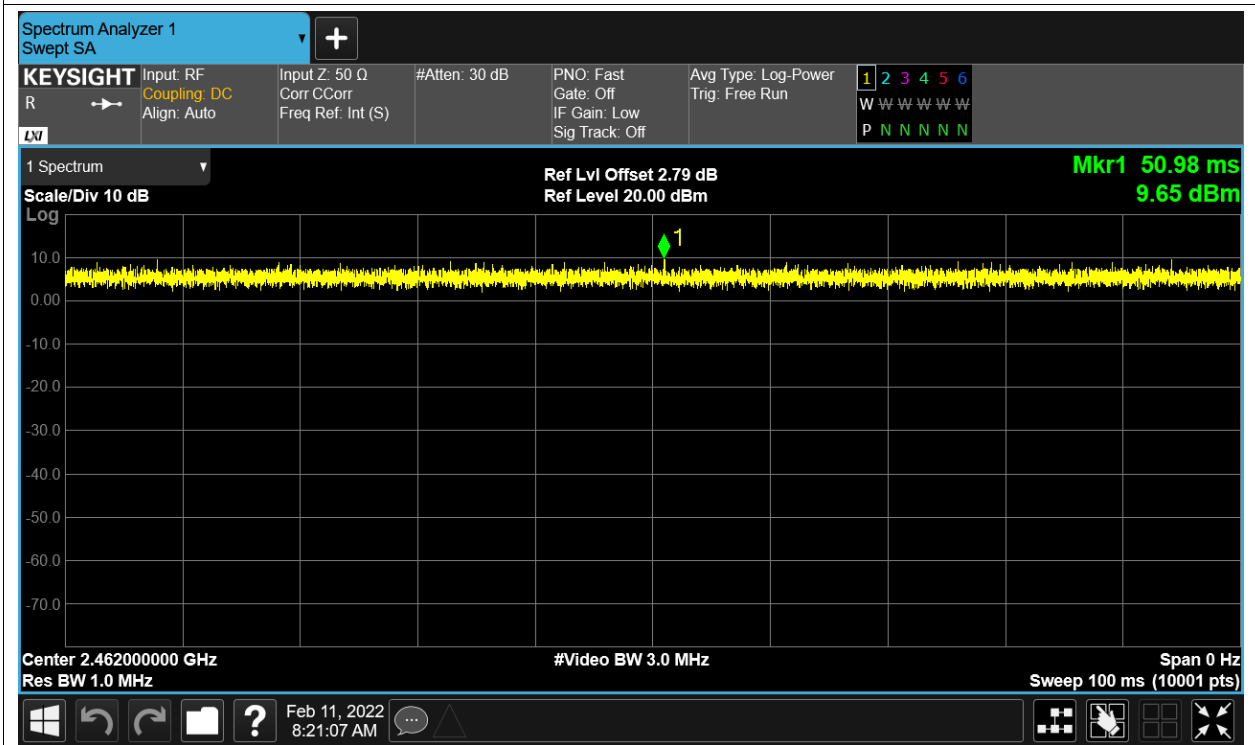 Spectrum Analyzer 1
Swept SA
KEYSIGHT
R
LXI
Input: RF
Coupling: DC
Align: Auto
Input Z: 50 Ω
Corr CCorr
Freq Ref: Int (S)
#Atten: 30 dB
PNO: Fast
Gate: Off
IF Gain: Low
Sig Track: Off
Avg Type: Log-Power
Trig: Free Run
1 2 3 4 5 6
W W W W W W
P N N N N N
1 Spectrum
Scale/Div 10 dB
Log
Ref Lvl Offset 2.79 dB
Ref Level 20.00 dBm
Mkr1 50.98 ms
9.65 dBm
1
10.0
0.00
-10.0
-20.0
-30.0
-40.0
-50.0
-60.0
-70.0
Center 2.462000000 GHz
Res BW 1.0 MHz
#Video BW 3.0 MHz
Span 0 Hz
Sweep 100 ms (10001 pts)
?
Feb 11, 2022
8:21:07 AM